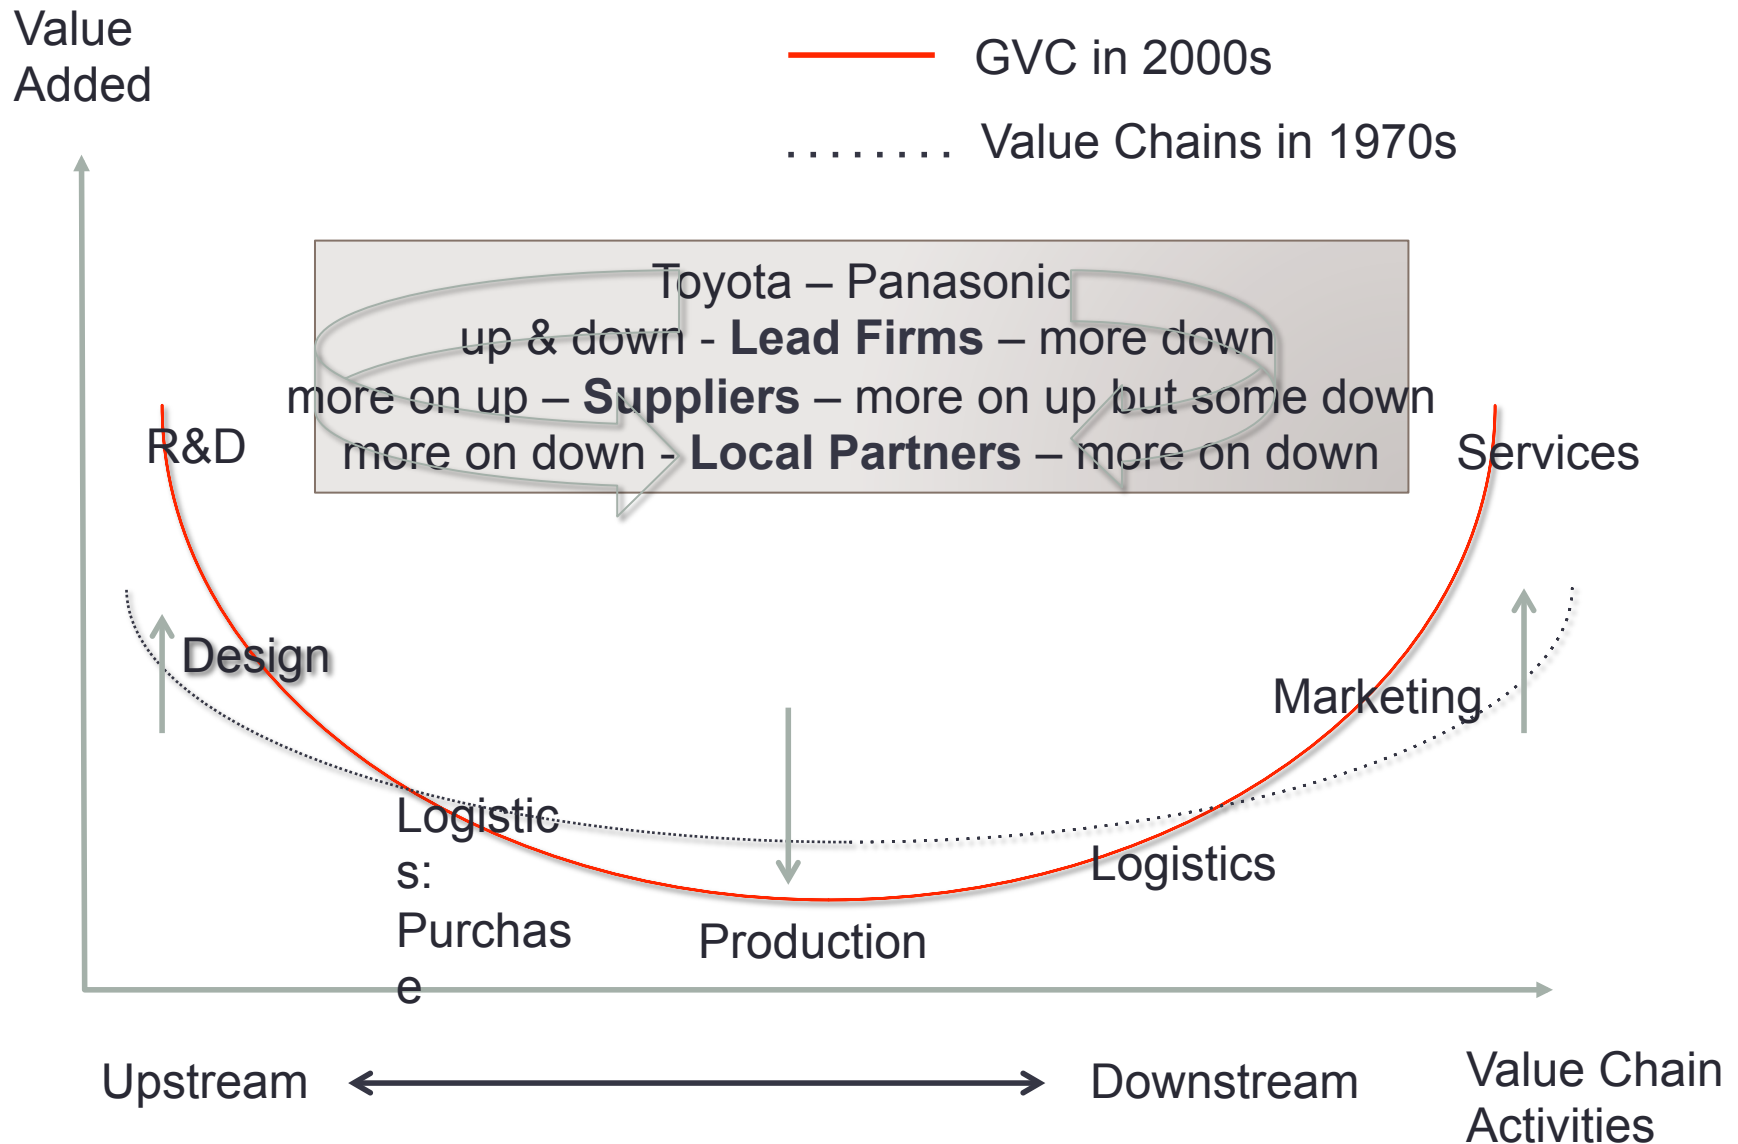 Value
Added
GVC in 2000s
........ Value Chains in 1970s
Toyota – Panasonic
up & down - Lead Firms – more down
more on up – Suppliers – more on up but some down
more on down - Local Partners – more on down
R&D
Services
Design
Marketing
Logistic
s:
Purchas
e
Logistics
Production
Upstream
Downstream
Value Chain
Activities